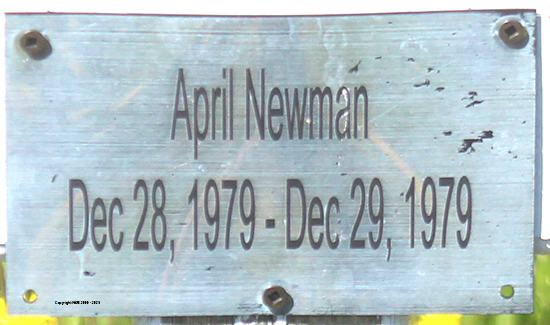 April Newman
Dec 28, 1979 - Dec 29, 1979